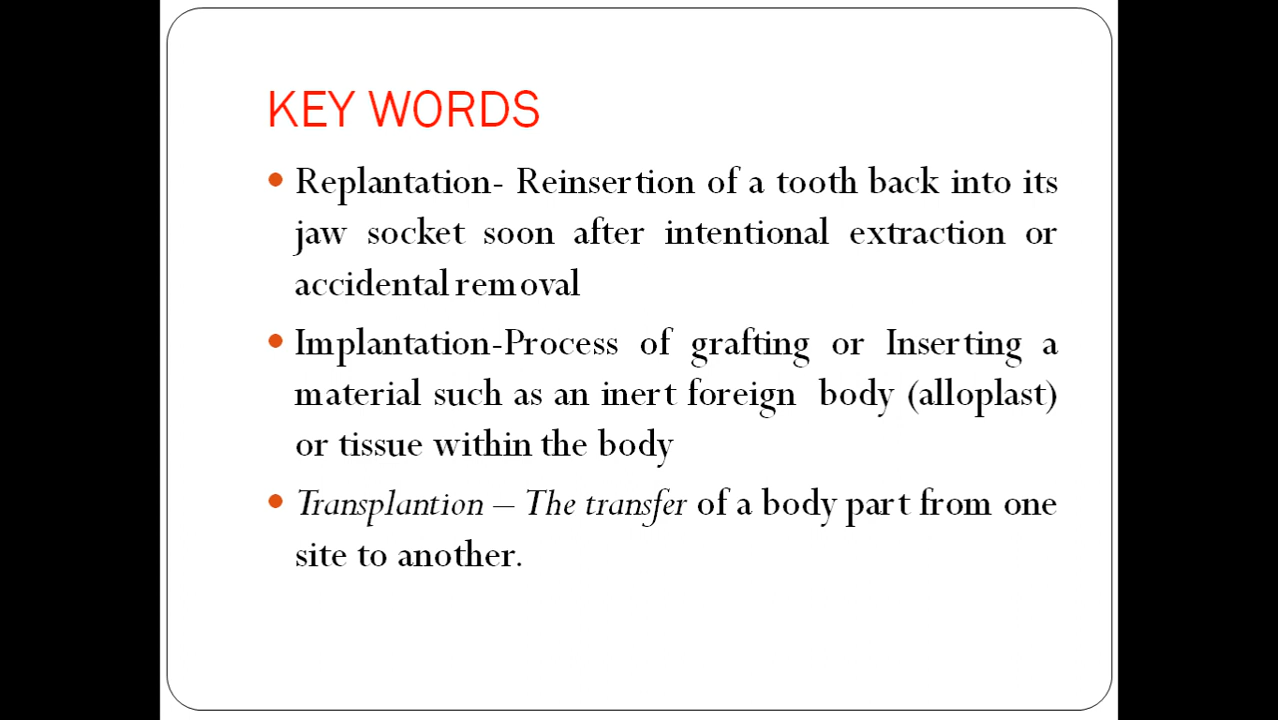 KEY WORDS
• Replantation- Reinsertion of a tooth back into its
jaw socket soon after intentional extraction or
accidental removal
• Implantation-Process of grafting or Inserting a
material such as an inert foreign body (alloplast)
or tissue within the body
• Transplantion – The transfer of a body part from one
site to another.